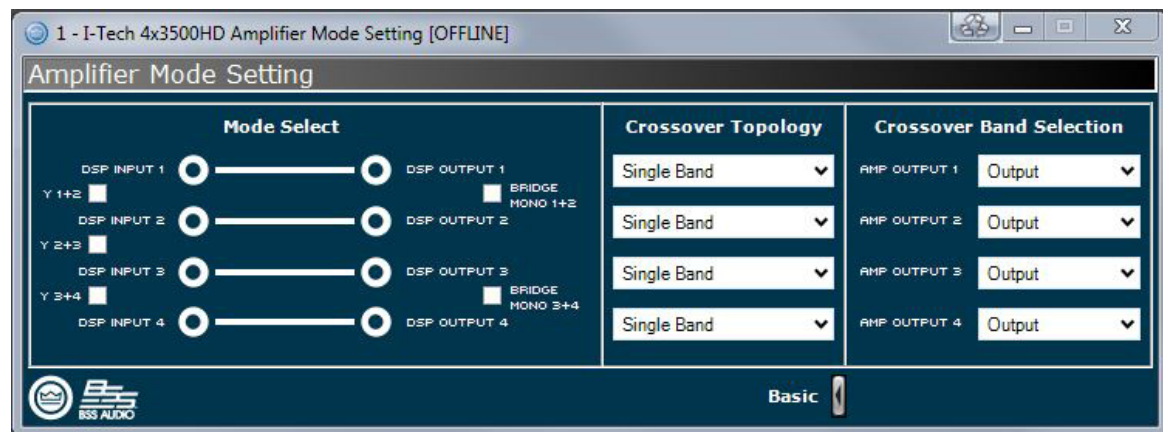 1 - I-Tech 4x3500HD Amplifier Mode Setting [OFFLINE]
Amplifier Mode Setting
Mode Select
DSP INPUT 1
DSP OUTPUT 1
Y 1+2
BRIDGE
MONO 1+2
DSP INPUT 2
DSP OUTPUT 2
Y 2+3
DSP INPUT 3
DSP OUTPUT 3
Y 3+4
BRIDGE
MONO 3+4
DSP INPUT 4
DSP OUTPUT 4
Crossover Topology
Single Band
Single Band
Single Band
Single Band
Crossover Band Selection
AMP OUTPUT 1 Output
AMP OUTPUT 2 Output
AMP OUTPUT 3 Output
AMP OUTPUT 4 Output
BSS
BSS AUDIO
Basic